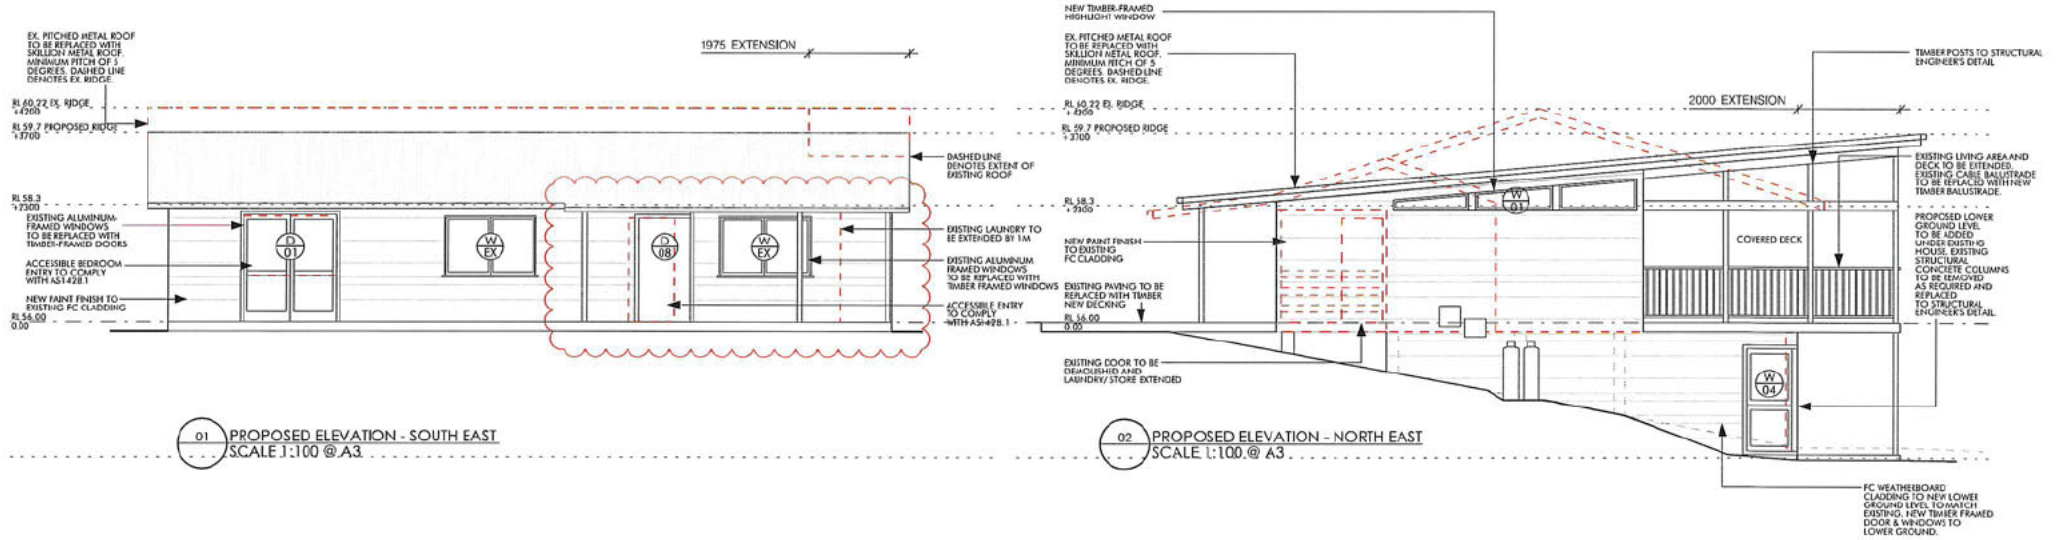 EX. PITCHED METAL ROOF
TO BE REPLACED WITH
SKILLION METAL ROOF.
MINIMUM PITCH OF 5
DEGREES. DASHED LINE
DENOTES EX. RIDGE.
1975 EXTENSION
RL 60.22 EX. RIDGE
+4200
RL 59.7 PROPOSED RIDGE
+3700
DASHED LINE
DENOTES EXTENT OF
EXISTING ROOF
RL 58.3
+2300
EXISTING ALUMINUM-
FRAMED WINDOWS
TO BE REPLACED WITH
TIMBER-FRAMED DOORS
ACCESSIBLE BEDROOM
ENTRY TO COMPLY
WITH AS1428.1
NEW PAINT FINISH TO
EXISTING FC CLADDING
RL 56.00
0.00
D
01
W
EX
D
08
W
EX
EXISTING LAUNDRY TO
BE EXTENDED BY 1M
EXISTING ALUMINUM
FRAMED WINDOWS
TO BE REPLACED WITH
TIMBER FRAMED WINDOWS
ACCESSIBLE ENTRY
TO COMPLY
WITH AS1428.1
01
PROPOSED ELEVATION - SOUTH EAST
SCALE 1:100 @ A3
NEW TIMBER-FRAMED
HIGHLIGHT WINDOW
EX. PITCHED METAL ROOF
TO BE REPLACED WITH
SKILLION METAL ROOF.
MINIMUM PITCH OF 5
DEGREES. DASHED LINE
DENOTES EX. RIDGE.
RL 60.22 EX. RIDGE
+4200
RL 59.7 PROPOSED RIDGE
+3700
RL 58.3
+2300
NEW PAINT FINISH
TO EXISTING
FC CLADDING
EXISTING PAVING TO BE
REPLACED WITH TIMBER
NEW DECKING
RL 56.00
0.00
EXISTING DOOR TO BE
DEMOLISHED AND
LAUNDRY/ STORE EXTENDED
W
01
2000 EXTENSION
COVERED DECK
W
04
TIMBER POSTS TO STRUCTURAL
ENGINEER'S DETAIL
EXISTING LIVING AREA AND
DECK TO BE EXTENDED.
EXISTING CABLE BALUSTRADE
TO BE REPLACED WITH NEW
TIMBER BALUSTRADE.
PROPOSED LOWER
GROUND LEVEL
TO BE ADDED
UNDER EXISTING
HOUSE. EXISTING
STRUCTURAL
CONCRETE COLUMNS
TO BE REMOVED
AS REQUIRED AND
REPLACED
TO STRUCTURAL
ENGINEER'S DETAIL.
FC WEATHERBOARD
CLADDING TO NEW LOWER
GROUND LEVEL TO MATCH
EXISTING. NEW TIMBER FRAMED
DOOR & WINDOWS TO
LOWER GROUND.
02
PROPOSED ELEVATION - NORTH EAST
SCALE 1:100 @ A3